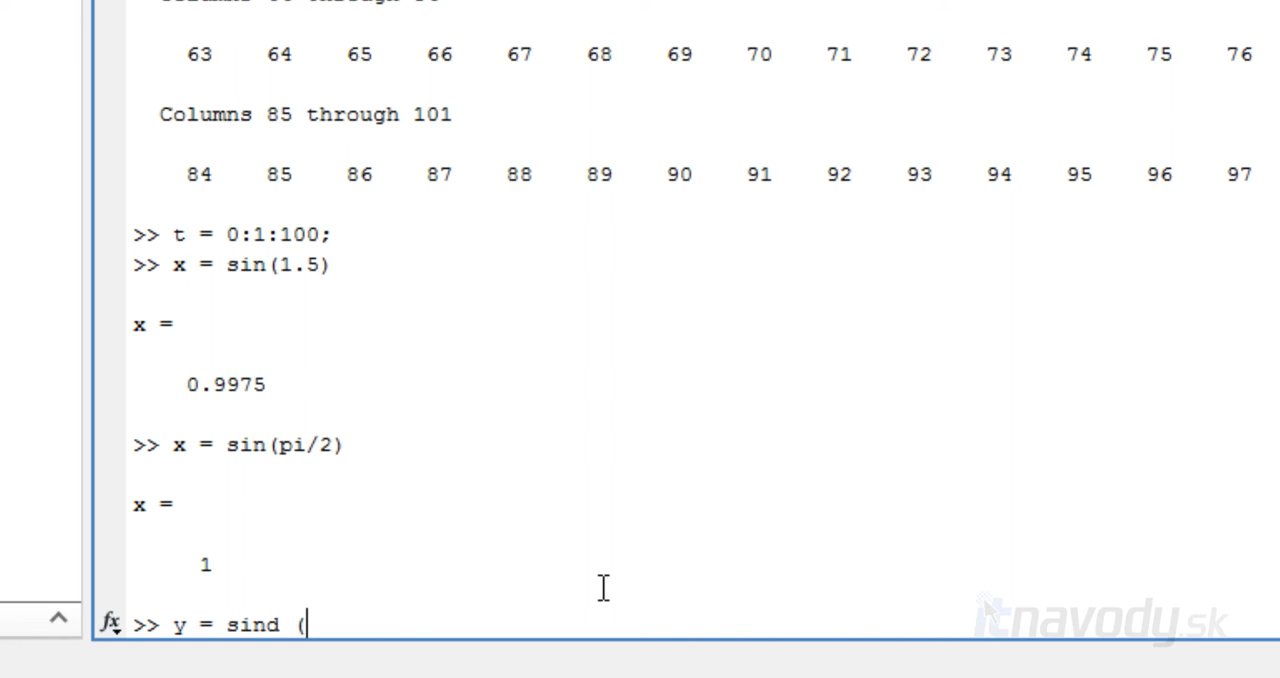 63 64 65 66 67 68 69 70 71 72 73 74 75 76
Columns 85 through 101
84 85 86 87 88 89 90 91 92 93 94 95 96 97
>> t = 0:1:100;
>> x = sin(1.5)
x =
0.9975
>> x = sin(pi/2)
x =
1
fx >> y = sind (
itnavody.sk